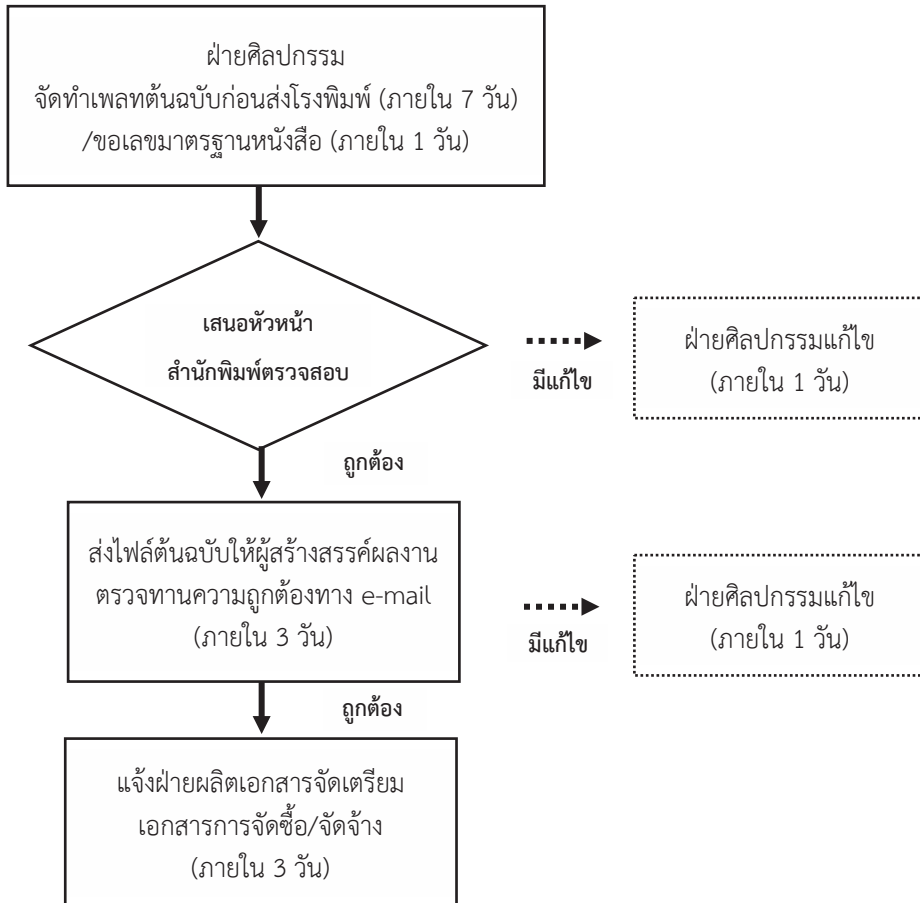 ฝ่ายศิลปกรรม
จัดทำเพลทต้นฉบับก่อนส่งโรงพิมพ์ (ภายใน 7 วัน)
/ขอเลขมาตรฐานหนังสือ (ภายใน 1 วัน)
เสนอหัวหน้า
สำนักพิมพ์ตรวจสอบ
มีแก้ไข
ฝ่ายศิลปกรรมแก้ไข
(ภายใน 1 วัน)
ถูกต้อง
ส่งไฟล์ต้นฉบับให้ผู้สร้างสรรค์ผลงาน
ตรวจทานความถูกต้องทาง e-mail
(ภายใน 3 วัน)
มีแก้ไข
ฝ่ายศิลปกรรมแก้ไข
(ภายใน 1 วัน)
ถูกต้อง
แจ้งฝ่ายผลิตเอกสารจัดเตรียม
เอกสารการจัดซื้อ/จัดจ้าง
(ภายใน 3 วัน)